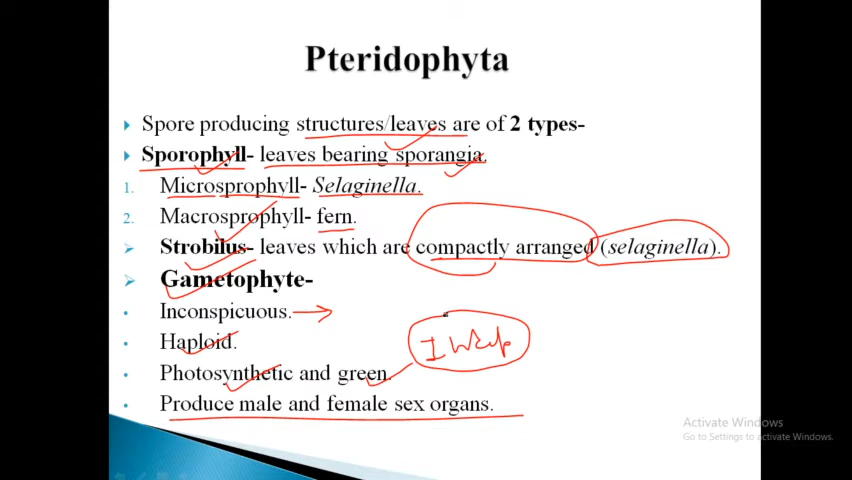 Pteridophyta
Spore producing structures/leaves are of 2 types-
Sporophyll- leaves bearing sporangia.
1. Microsprophyll- Selaginella.
2. Macrosprophyll- fern.
Strobilus- leaves which are compactly arranged (selaginella).
Gametophyte-
Inconspicuous.
Haploid.
Photosynthetic and green.
Produce male and female sex organs.
Activate Windows
Go to Settings to activate Windows.